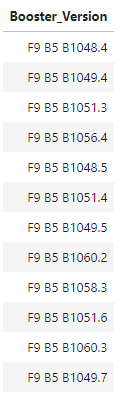 Booster_Version
F9 B5 B1048.4
F9 B5 B1049.4
F9 B5 B1051.3
F9 B5 B1056.4
F9 B5 B1048.5
F9 B5 B1051.4
F9 B5 B1049.5
F9 B5 B1060.2
F9 B5 B1058.3
F9 B5 B1051.6
F9 B5 B1060.3
F9 B5 B1049.7